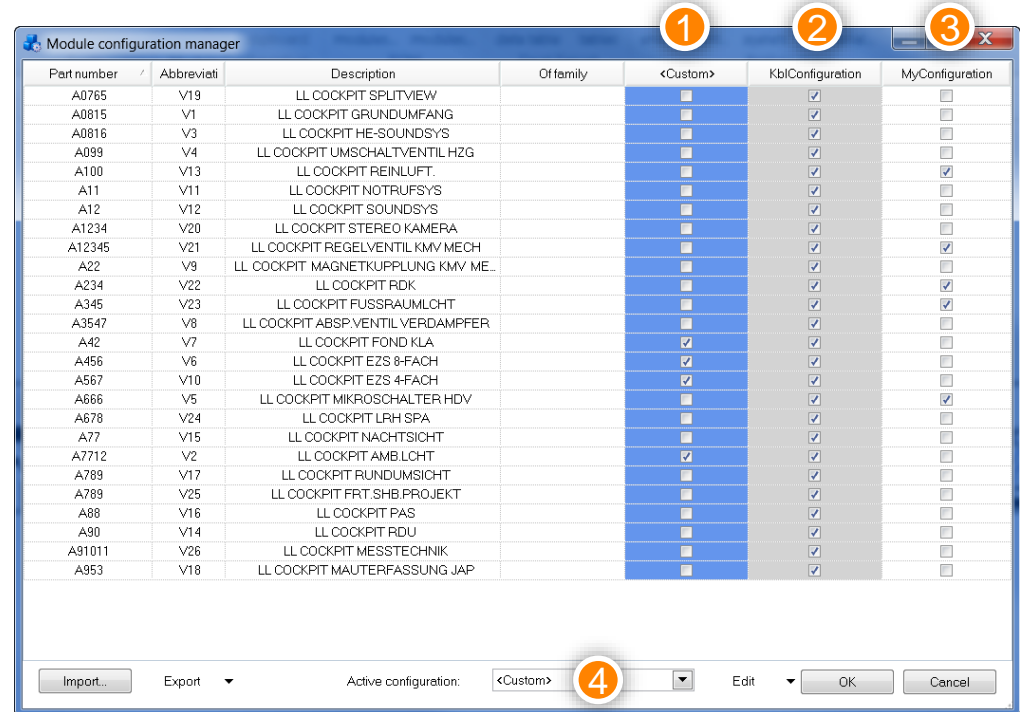 1 2 3
Module configuration manager
Part number Abbreviati Description Of family <Custom> KblConfiguration MyConfiguration
A0765 V19 LL COCKPIT SPLITVIEW
A0815 V1 LL COCKPIT GRUNDUMFANG
A0816 V3 LL COCKPIT HE-SOUNDSYS
A099 V4 LL COCKPIT UMSCHALTVENTIL HZG
A100 V13 LL COCKPIT REINLUFT.
A11 V11 LL COCKPIT NOTRUFSYS
A12 V12 LL COCKPIT SOUNDSYS
A1234 V20 LL COCKPIT STEREO KAMERA
A12345 V21 LL COCKPIT REGELVENTIL KMV MECH
A22 V9 LL COCKPIT MAGNETKUPPLUNG KMV ME...
A234 V22 LL COCKPIT RDK
A345 V23 LL COCKPIT FUSSRAUMLCHT
A3547 V8 LL COCKPIT ABSP.VENTIL VERDAMPFER
A42 V7 LL COCKPIT FOND KLA
A456 V6 LL COCKPIT EZS 8-FACH
A567 V10 LL COCKPIT EZS 4-FACH
A666 V5 LL COCKPIT MIKROSCHALTER HDV
A678 V24 LL COCKPIT LRH SPA
A77 V15 LL COCKPIT NACHTSICHT
A7712 V2 LL COCKPIT AMB.LCHT
A789 V17 LL COCKPIT RUNDUMSICHT
A789 V25 LL COCKPIT FRT.SHB.PROJEKT
A88 V16 LL COCKPIT PAS
A90 V14 LL COCKPIT RDU
A91011 V26 LL COCKPIT MESSTECHNIK
A953 V18 LL COCKPIT MAUTERFASSUNG JAP
Import... Export Active configuration: <Custom> 4 Edit OK Cancel